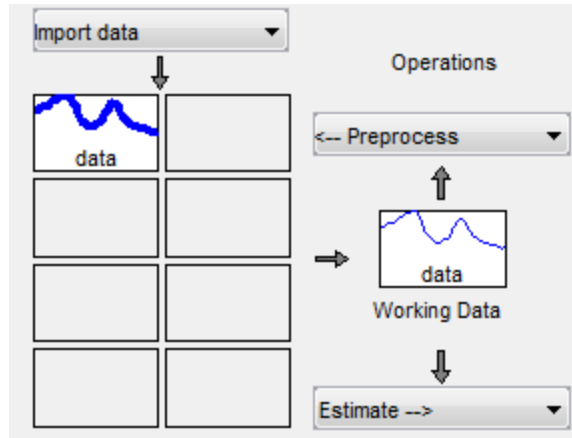 Import data
Operations
data
<-- Preprocess
data
Working Data
Estimate -->